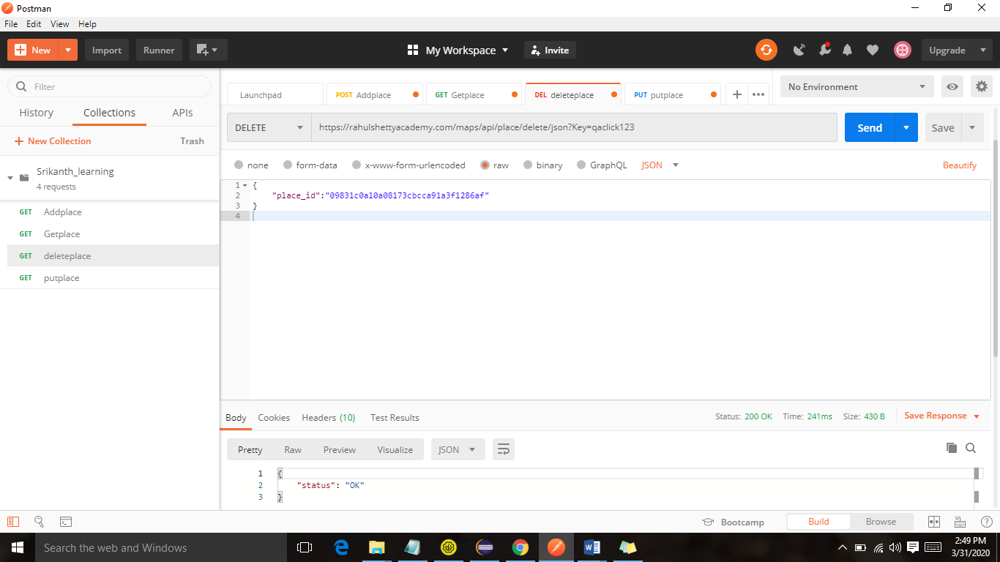 Postman
File Edit View Help
New Import Runner My Workspace Invite Upgrade
Filter
History Collections APIs
New Collection Trash
Srikanth_learning
4 requests
GET Addplace
GET Getplace
GET deleteplace
GET putplace
Launchpad POST Addplace GET Getplace DEL deleteplace PUT putplace No Environment
DELETE https://rahulshettyacademy.com/maps/api/place/delete/json?Key=qaclick123 Send Save
none form-data x-www-form-urlencoded raw binary GraphQL JSON Beautify
1 {
2 "place_id":"09831c0a10a08173cbcca91a3f1286af"
3 }
4
Body Cookies Headers (10) Test Results Status: 200 OK Time: 241ms Size: 430 B Save Response
Pretty Raw Preview Visualize JSON
1 {
2 "status": "OK"
3 }
Bootcamp Build Browse
Search the web and Windows
2:49 PM
3/31/2020